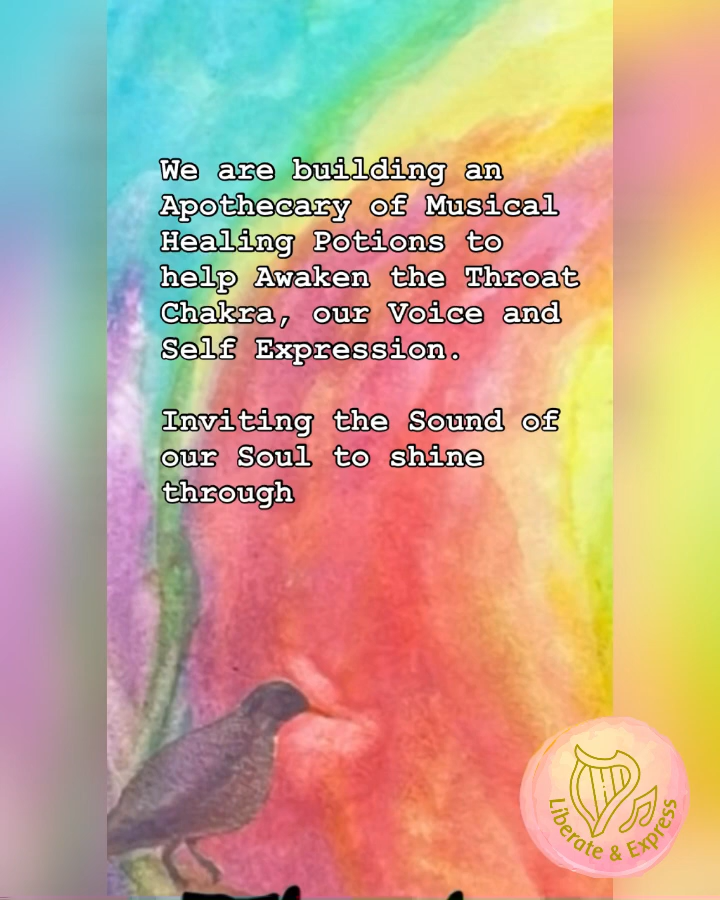 We are building an
Apothecary of Musical
Healing Potions to
help Awaken the Throat
Chakra, our Voice and
Self Expression.
Inviting the Sound of
our Soul to shine
through
Liberate & Express